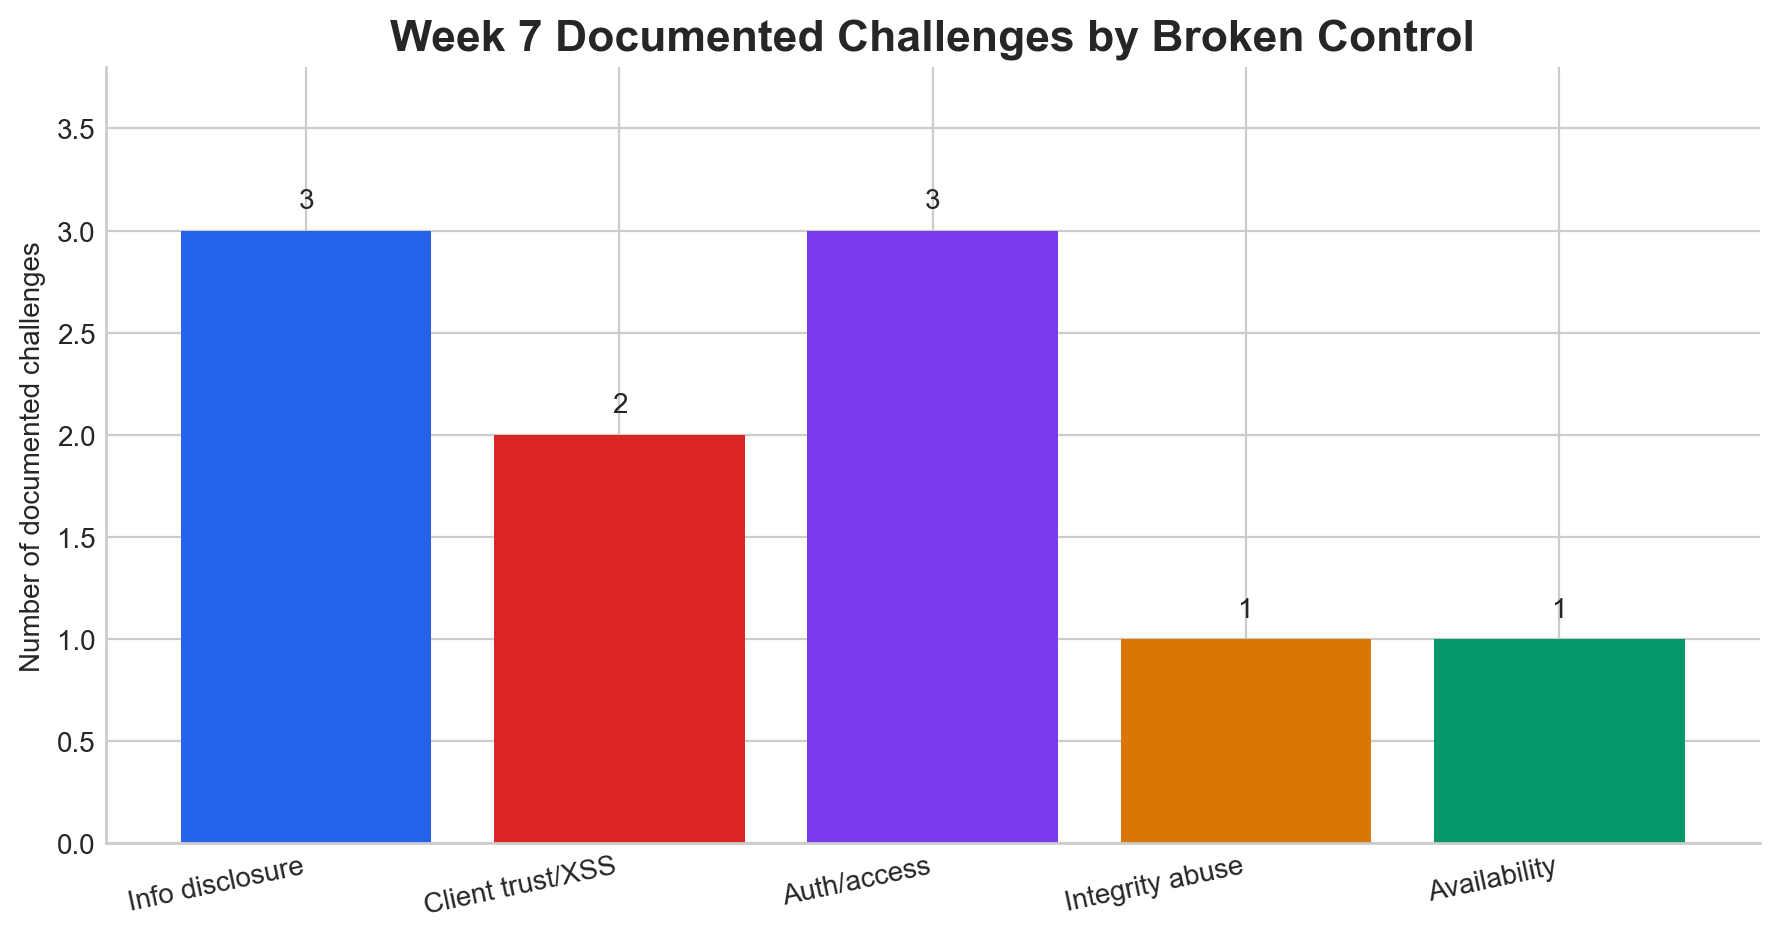 Week 7 Documented Challenges by Broken Control
Number of documented challenges
3.5
3.0
2.5
2.0
1.5
1.0
0.5
0.0
3
2
3
1
1
Info disclosure
Client trust/XSS
Auth/access
Integrity abuse
Availability